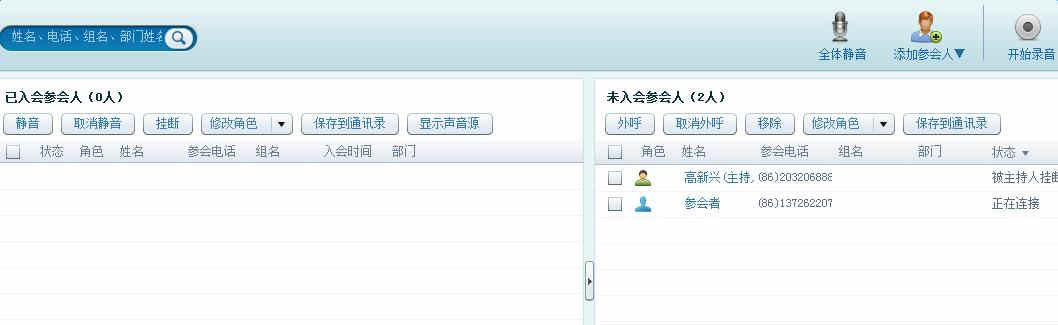 姓名、电话、组名、部门姓名
全体静音
添加参会人▼
开始录音
已入会参会人（0人）
静音 取消静音 挂断 修改角色 保存到通讯录 显示声音源
状态 角色 姓名 参会电话 组名 入会时间 部门
未入会参会人（2人）
外呼 取消外呼 移除 修改角色 保存到通讯录
角色 姓名 参会电话 组名 部门 状态
高新兴(主持, (86)203206888 被主持人挂断
参会者 (86)137262207 正在连接